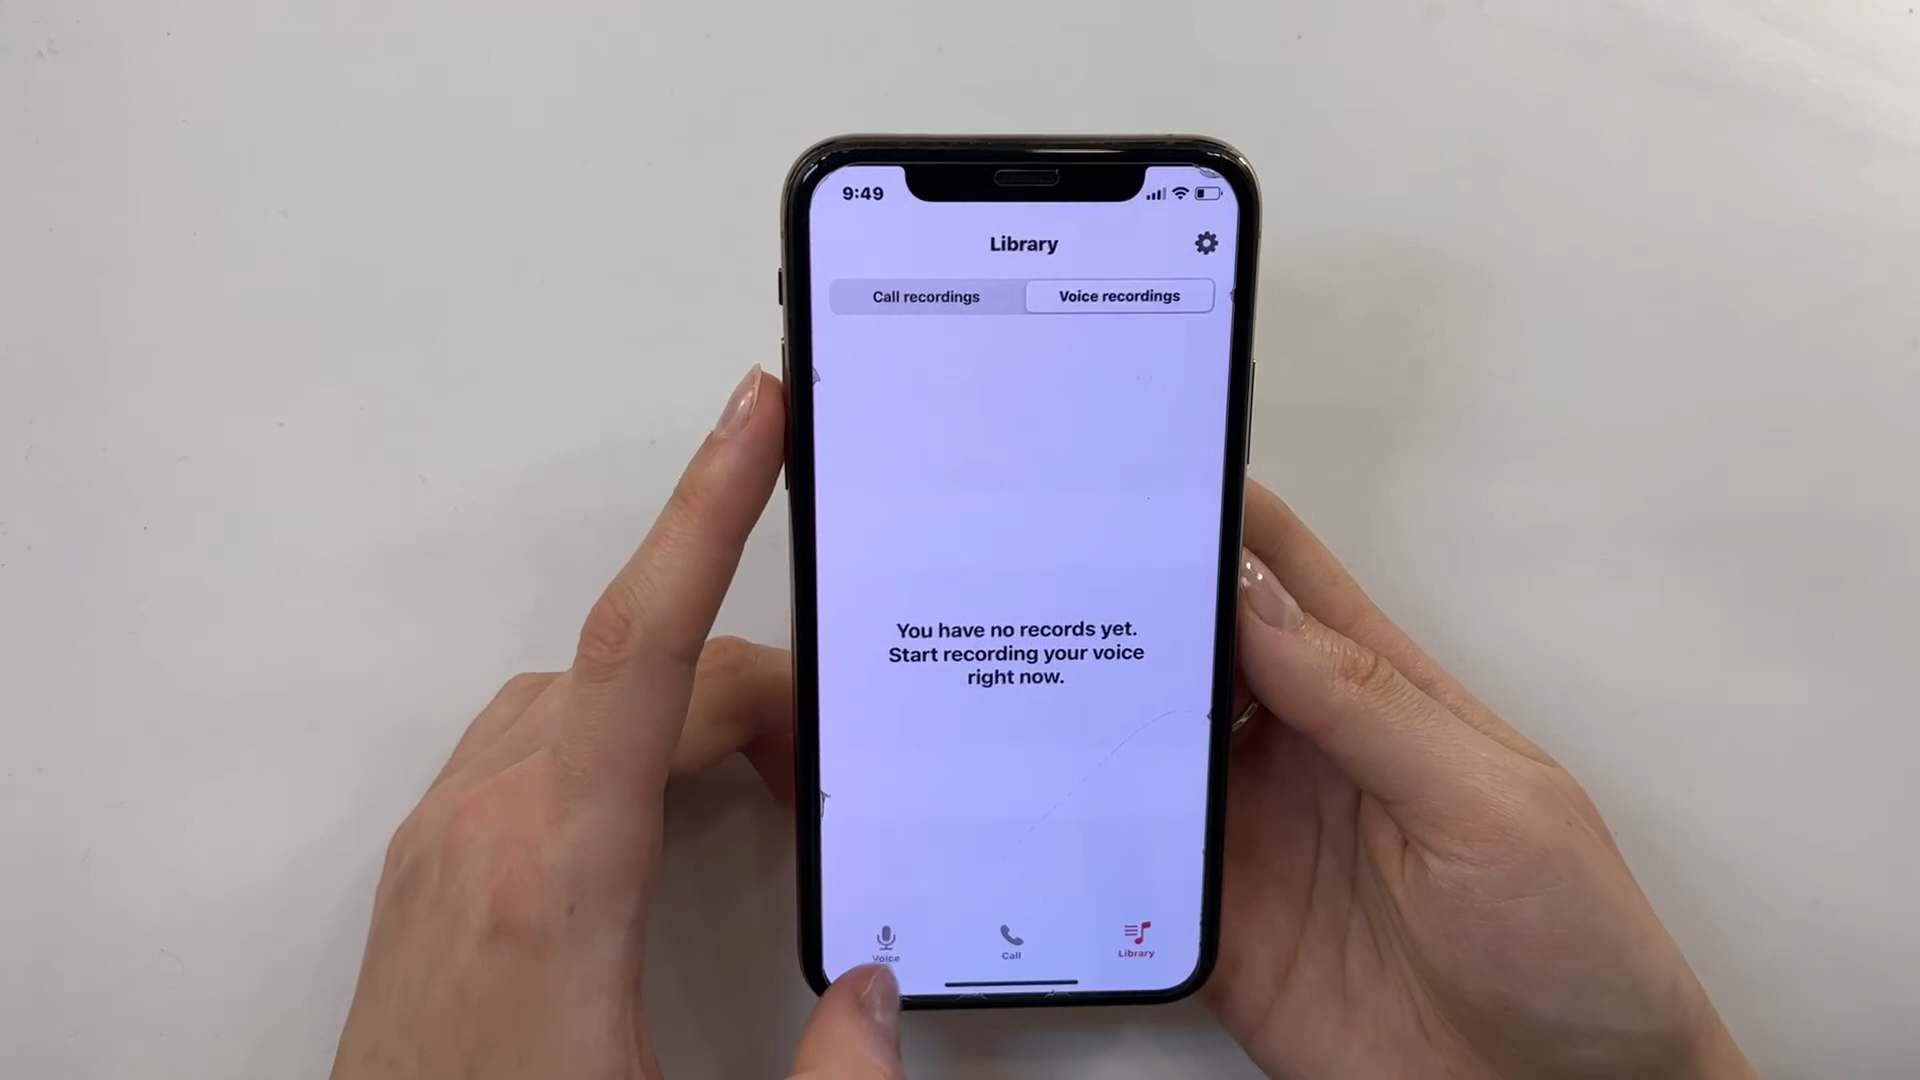 9:49
Library
Call recordings
Voice recordings
You have no records yet.
Start recording your voice
right now.
Voice
Call
Library